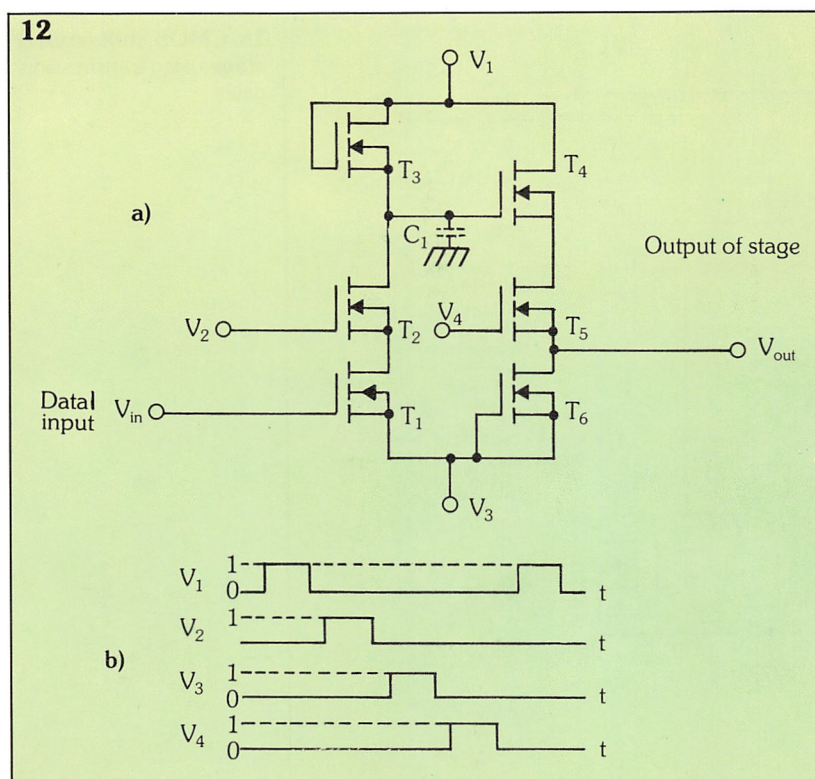 12
V1
T3
T4
a)
C1
Output of stage
V2
T2
V4
T5
Vout
Datal
input
Vin
T1
T6
V3
b)
V1 1 0 t
V2 1 t
V3 1 0 t
V4 1 0 t